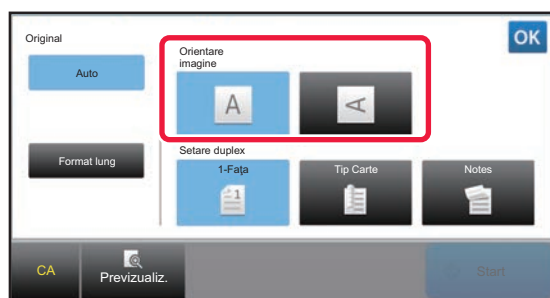 Original
OK
Orientare
imagine
Auto
A
A
Format lung
Setare duplex
1-Faţa
Tip Carte
Notes
1
CA
Previzualiz.
Start